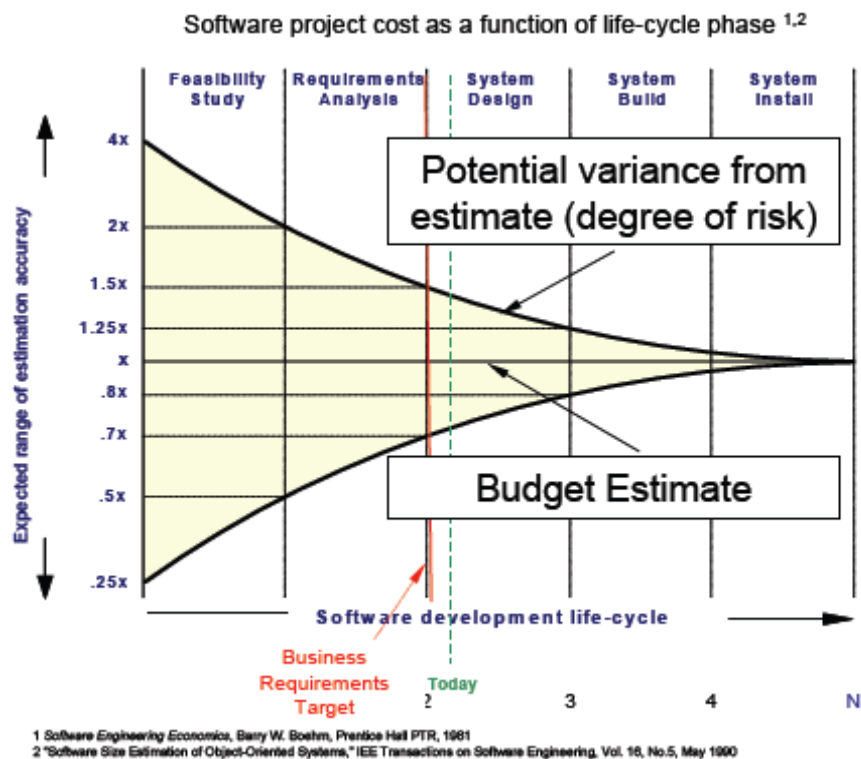 Software project cost as a function of life-cycle phase 1,2
Feasibility Study
Requirements Analysis
System Design
System Build
System Install
Expected range of estimation accuracy
4x
2x
1.5x
1.25x
x
.8x
.7x
.5x
.25x
Potential variance from
estimate (degree of risk)
Budget Estimate
Software development life-cycle
Business
Requirements
Target
Today
2
3
4
N
1 Software Engineering Economics, Barry W. Boehm, Prentice Hall PTR, 1981
2 "Software Size Estimation of Object-Oriented Systems," IEE Transactions on Software Engineering, Vol. 16, No.5, May 1990